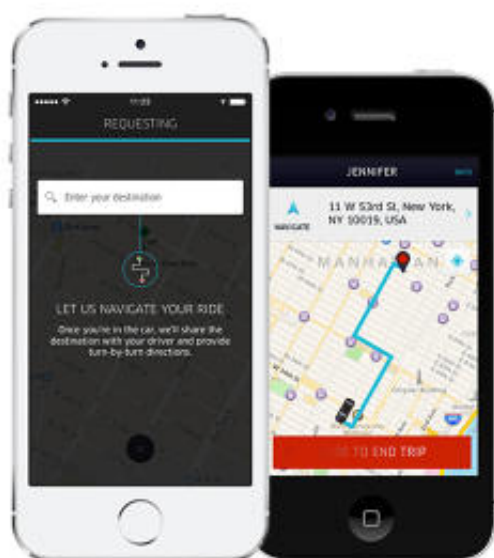 REQUESTING
Enter your destination
LET US NAVIGATE YOUR RIDE
Once you're in the car, we'll share the
destination with your driver and provide
turn-by-turn directions.
JENNIFER
NAVIGATE
11 W 53rd St, New York,
NY 10019, USA
MANHATTAN
TO END TRIP